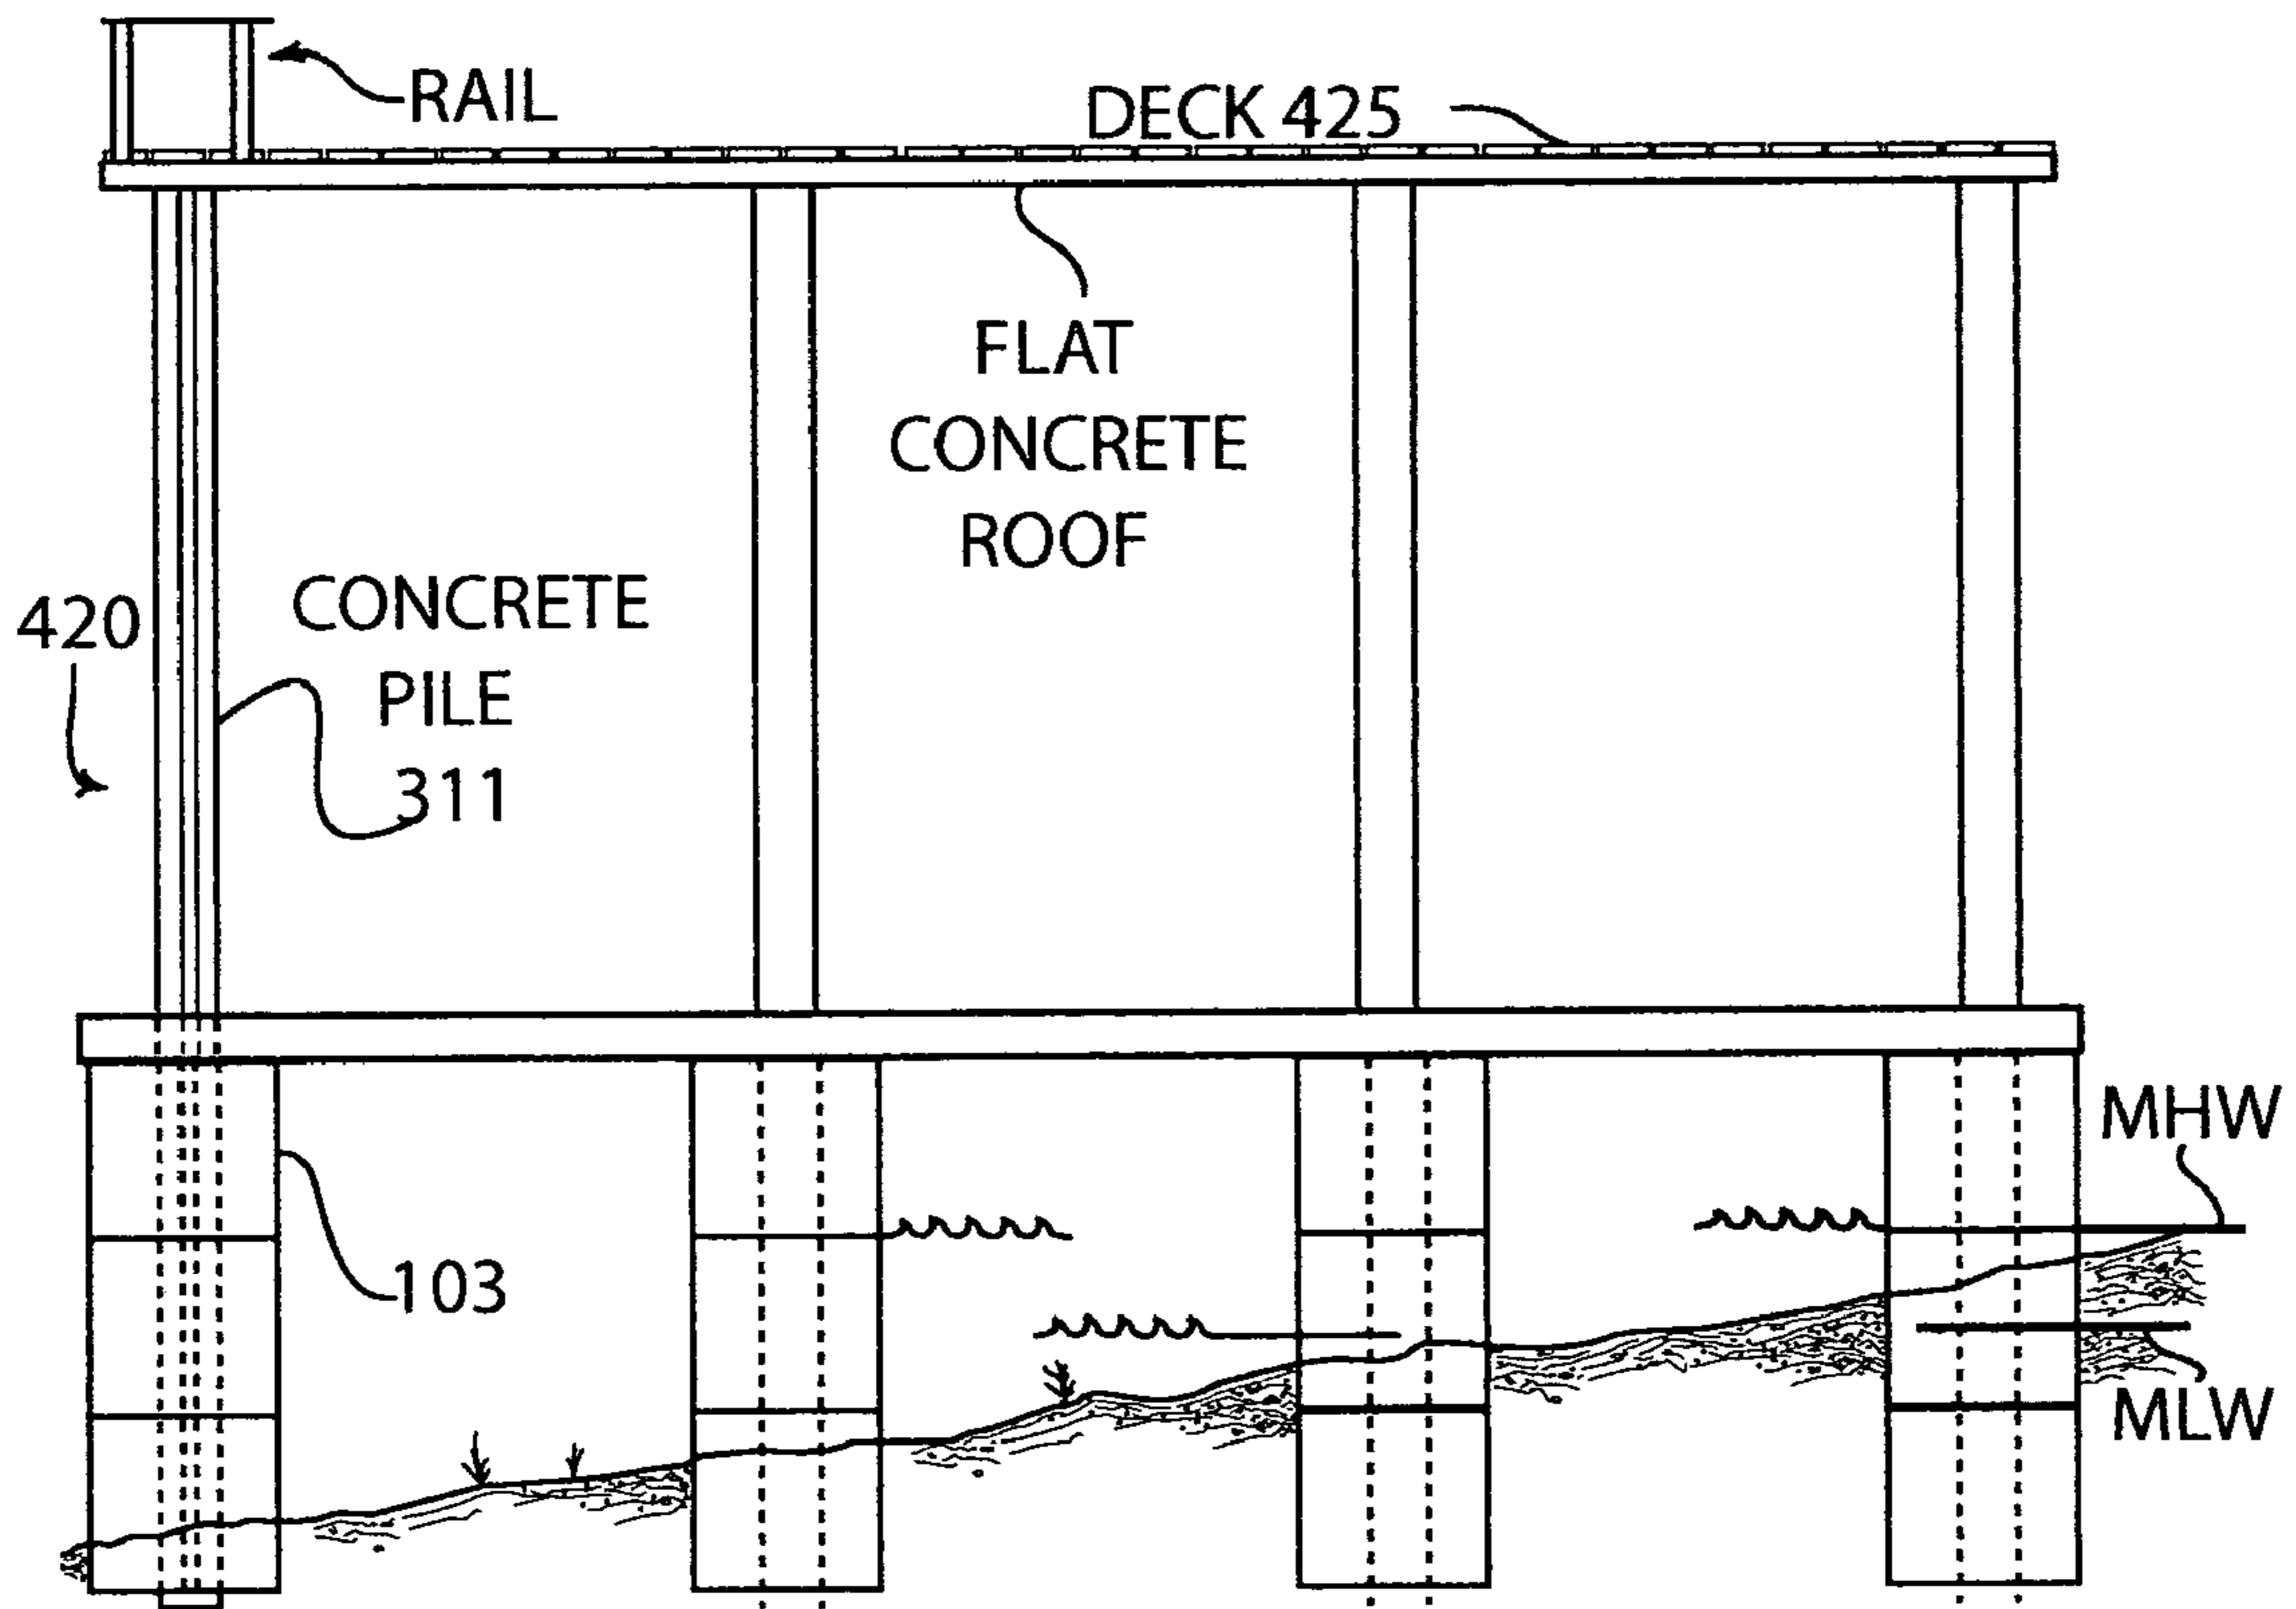 RAIL
DECK 425
FLAT
CONCRETE
ROOF
CONCRETE
PILE
311
420
MHW
103
MLW